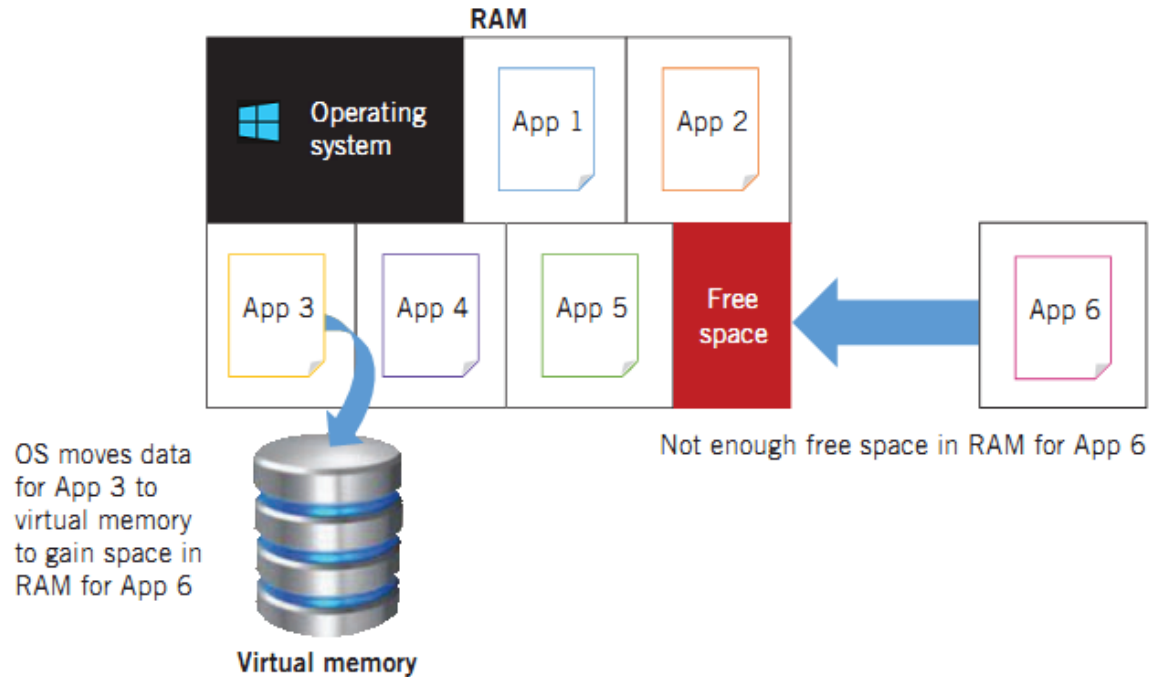 RAM
Operating
system
App 1
App 2
App 3
App 4
App 5
Free
space
App 6
Not enough free space in RAM for App 6
OS moves data
for App 3 to
virtual memory
to gain space in
RAM for App 6
Virtual memory